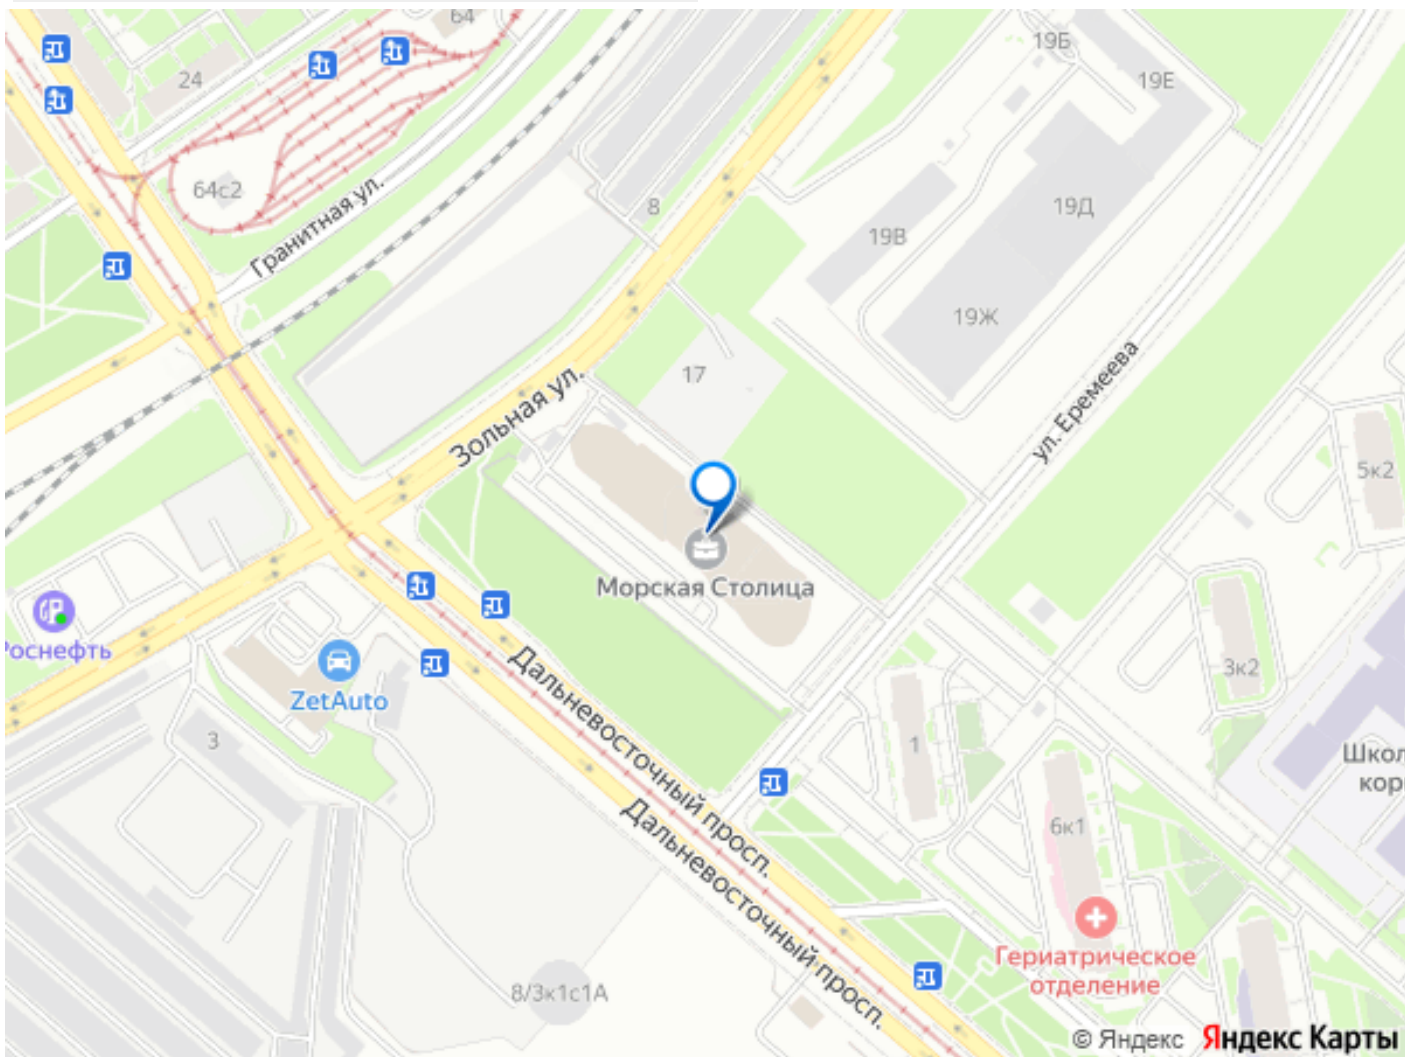 64
24
19Б
19Е
64с2
Гранитная ул.
8
19В
19Д
19Ж
17
Зольная ул.
ул. Еремеева
5к2
Морская Столица
Роснефть
ZetAuto
3к2
3
1
Дальневосточный просп.
Дальневосточный просп.
6к1
Гериатрическое
отделение
8/3к1с1А
© Яндекс Яндекс Карты